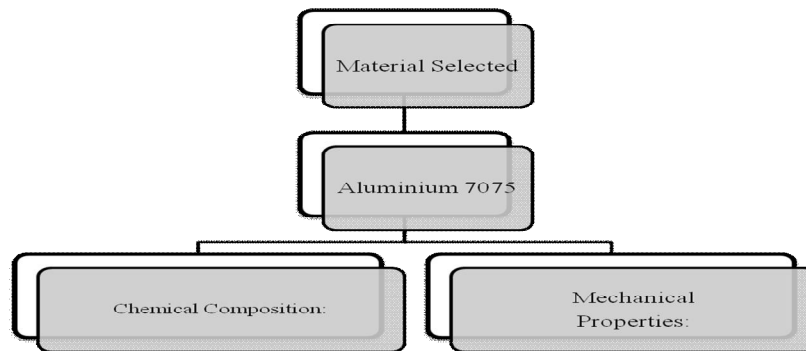 Material Selected
Aluminium 7075
Chemical Composition:
Mechanical
Properties: